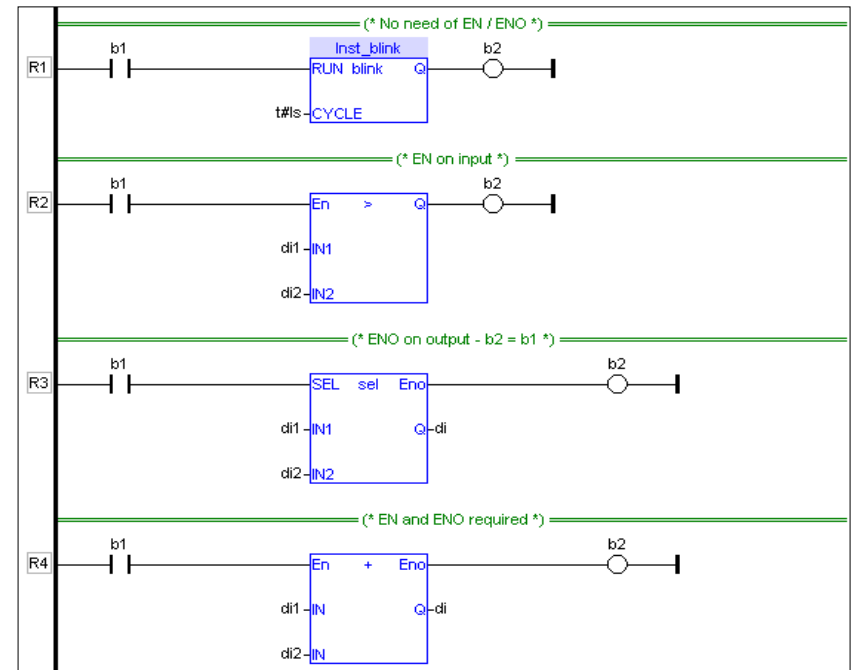 (* No need of EN / ENO *)
b1 Inst_blink b2
R1 RUN blink Q
t#ls CYCLE
(* EN on input *)
b1 b2
R2 En > Q
di1 IN1
di2 IN2
(* ENO on output - b2 = b1 *)
b1 b2
R3 SEL sel Eno
di1 IN1 Q di
di2 IN2
(* EN and ENO required *)
b1 b2
R4 En + Eno
di1 IN Q di
di2 IN